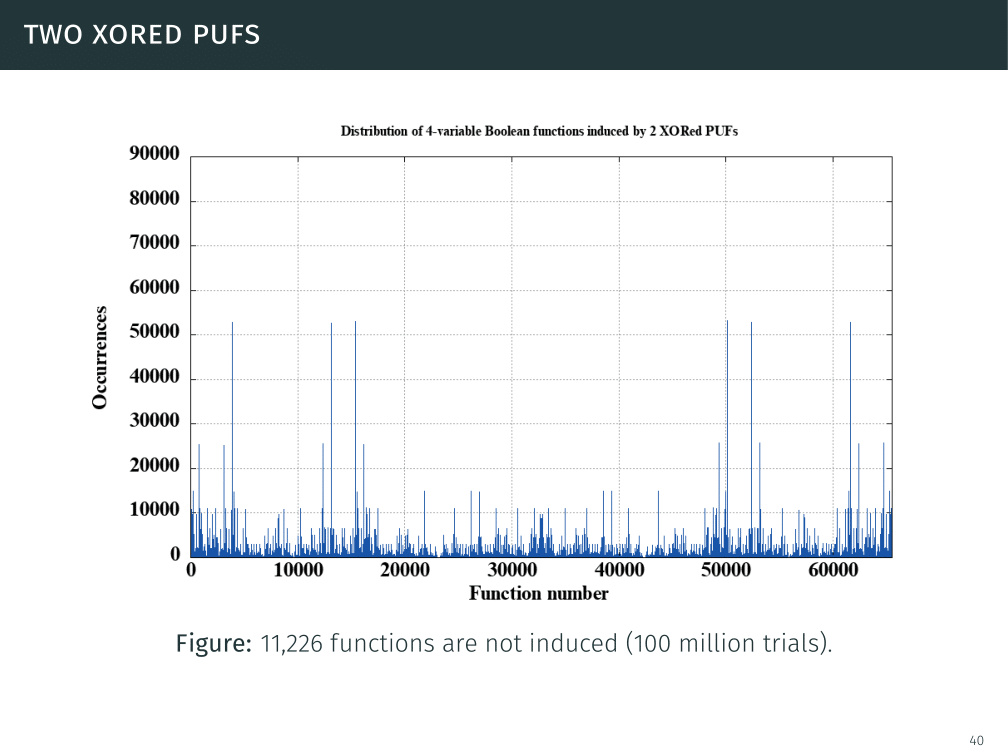 TWO XORED PUFS
Distribution of 4-variable Boolean functions induced by 2 XORed PUFs
90000
80000
70000
60000
50000
40000
30000
20000
10000
0
Occurrences
0 10000 20000 30000 40000 50000 60000
Function number
Figure: 11,226 functions are not induced (100 million trials).
40